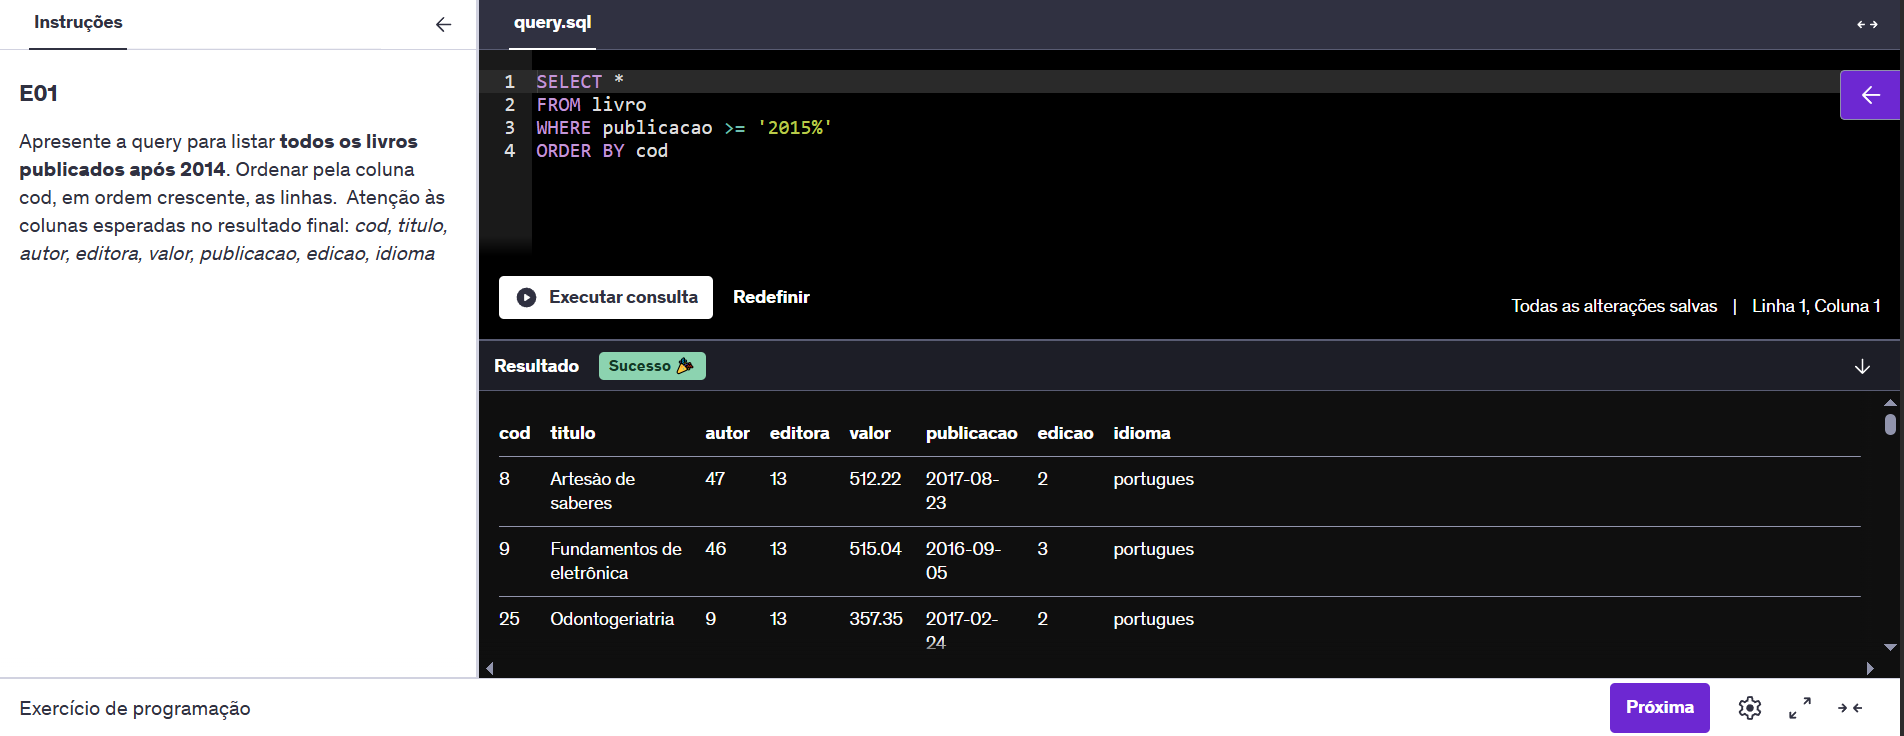 Instruções
E01
Apresente a query para listar todos os livros
publicados após 2014. Ordenar pela coluna
cod, em ordem crescente, as linhas.  Atenção às
colunas esperadas no resultado final: cod, titulo,
autor, editora, valor, publicacao, edicao, idioma
query.sql
1 SELECT *
2 FROM livro
3 WHERE publicacao >= '2015%'
4 ORDER BY cod
Executar consulta Redefinir
Todas as alterações salvas | Linha 1, Coluna 1
Resultado Sucesso
cod titulo autor editora valor publicacao edicao idioma
8 Artesào de 47 13 512.22 2017-08- 2 portugues
saberes 23
9 Fundamentos de 46 13 515.04 2016-09- 3 portugues
eletrônica 05
25 Odontogeriatria 9 13 357.35 2017-02- 2 portugues
24
Exercício de programação
Próxima